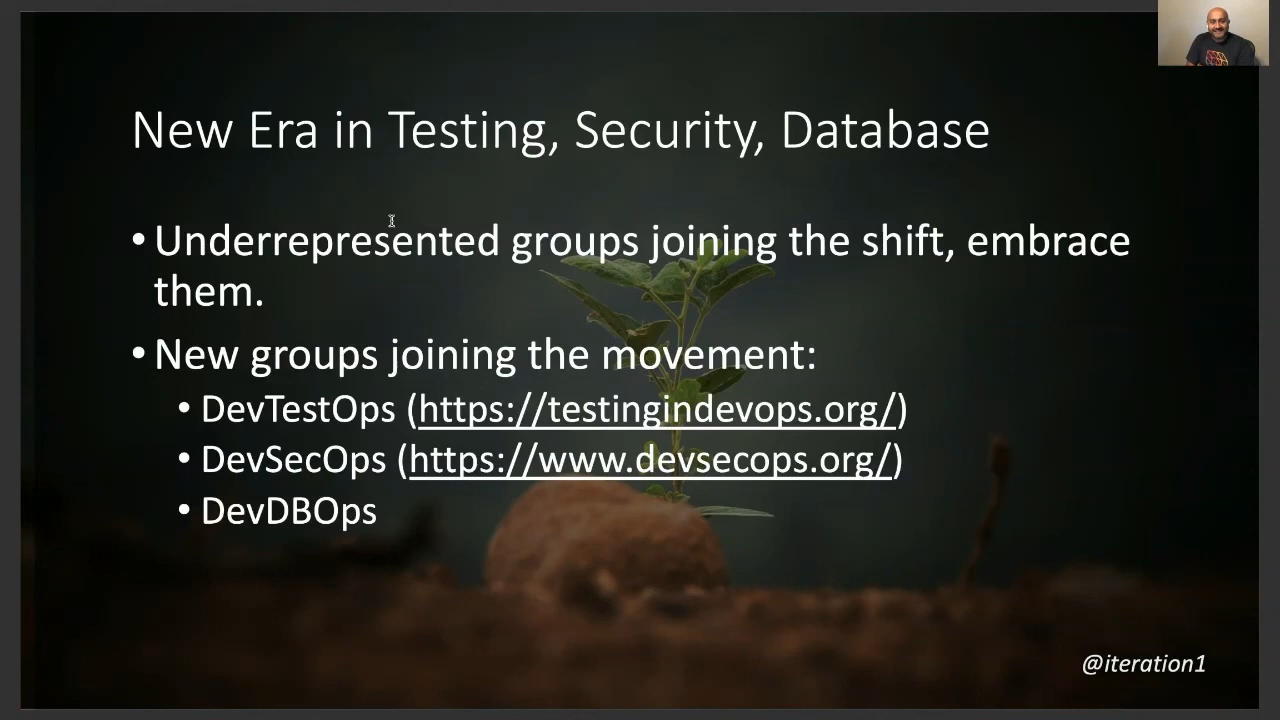 New Era in Testing, Security, Database
• Underrepresented groups joining the shift, embrace
them.
• New groups joining the movement:
• DevTestOps (https://testingindevops.org/)
• DevSecOps (https://www.devsecops.org/)
• DevDBOps
@iteration1